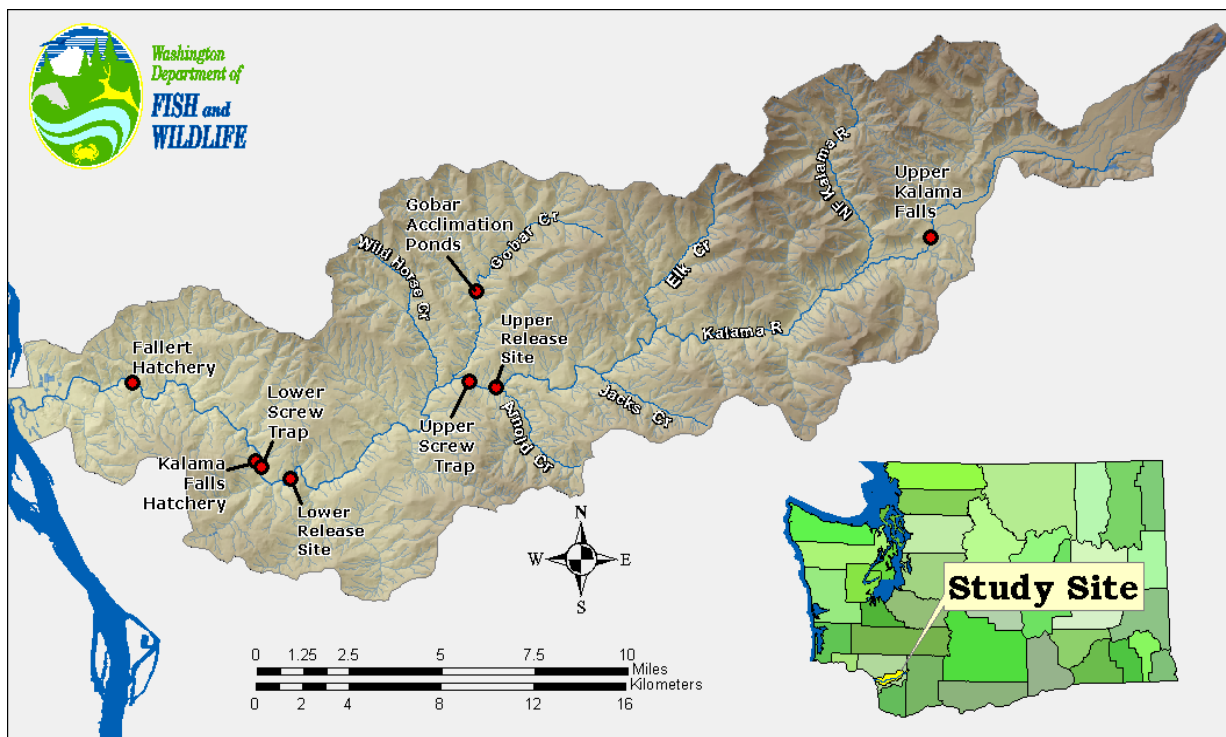 Washington
Department of
FISH and
WILDLIFE
Upper
Kalama
Falls
NF Kalama R
Gobar
Acclimation
Ponds
Gobar Cr
Wild Horse Cr
Elk Cr
Upper
Release
Site
Kalama R
Fallert
Hatchery
Lower
Screw
Trap
Jacks Cr
Arnold Cr
Upper
Screw
Trap
Kalama
Falls
Hatchery
Lower
Release
Site
N
W E
S
Study Site
0 1.25 2.5 5 7.5 10
Miles
Kilometers
0 2 4 8 12 16